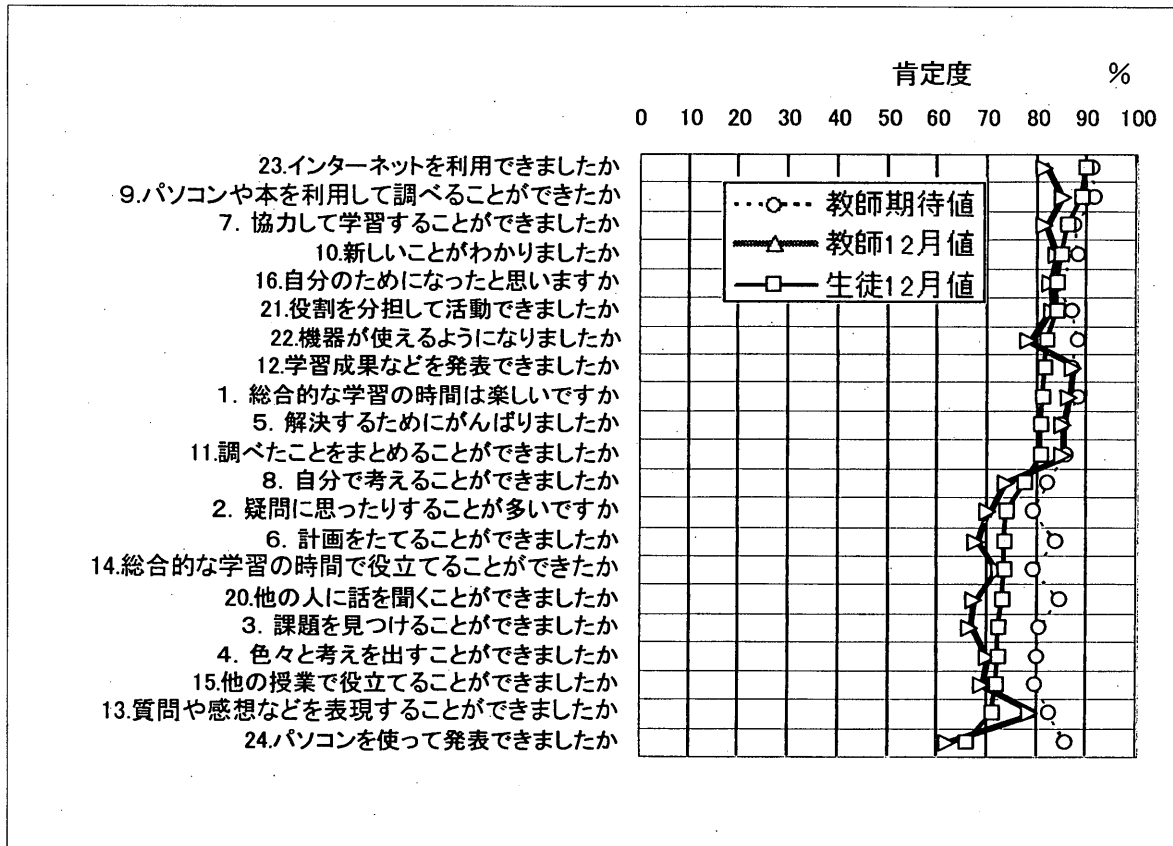 肯定度 %
0 10 20 30 40 50 60 70 80 90 100
23.インターネットを利用できましたか
9.パソコンや本を利用して調べることができたか
7. 協力して学習することができましたか
10.新しいことがわかりましたか
16.自分のためになったと思いますか
21.役割を分担して活動できましたか
22.機器が使えるようになりましたか
12.学習成果などを発表できましたか
1. 総合的な学習の時間は楽しいですか
5. 解決するためにがんばりましたか
11.調べたことをまとめることができましたか
8. 自分で考えることができましたか
2. 疑問に思ったりすることが多いですか
6. 計画をたてることができましたか
14.総合的な学習の時間で役立てることができたか
20.他の人に話を聞くことができましたか
3. 課題を見つけることができましたか
4. 色々と考えを出すことができましたか
15.他の授業で役立てることができましたか
13.質問や感想などを表現することができましたか
24.パソコンを使って発表できましたか
教師期待値
教師12月値
生徒12月値